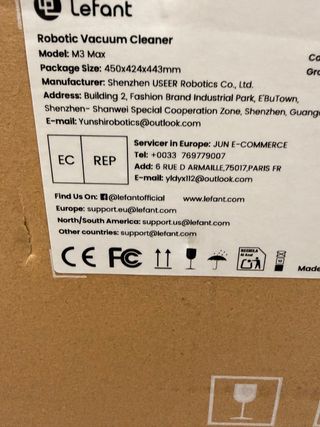 Lefant
Robotic Vacuum Cleaner
Model: M3 Max
Package Size: 450x424x443mm
Manufacturer: Shenzhen USEER Robotics Co., Ltd.
Address: Building 2, Fashion Brand Industrial Park, E'BuTown,
Shenzhen- Shanwei Special Cooperation Zone, Shenzhen, Guang
E-mail: Yunshirobotics@outlook.com
EC REP
Servicer in Europe: JUN E-COMMERCE
Tel: +0033 769779007
Add: 6 RUE D ARMAILLE,75017,PARIS FR
E-mail: yldyx112@outlook.com
Find Us On: @lefantofficial www.lefant.com
Europe: support.eu@lefant.com
North/South America: support.us@lefant.com
Other countries: support@lefant.com
CE FC
Made